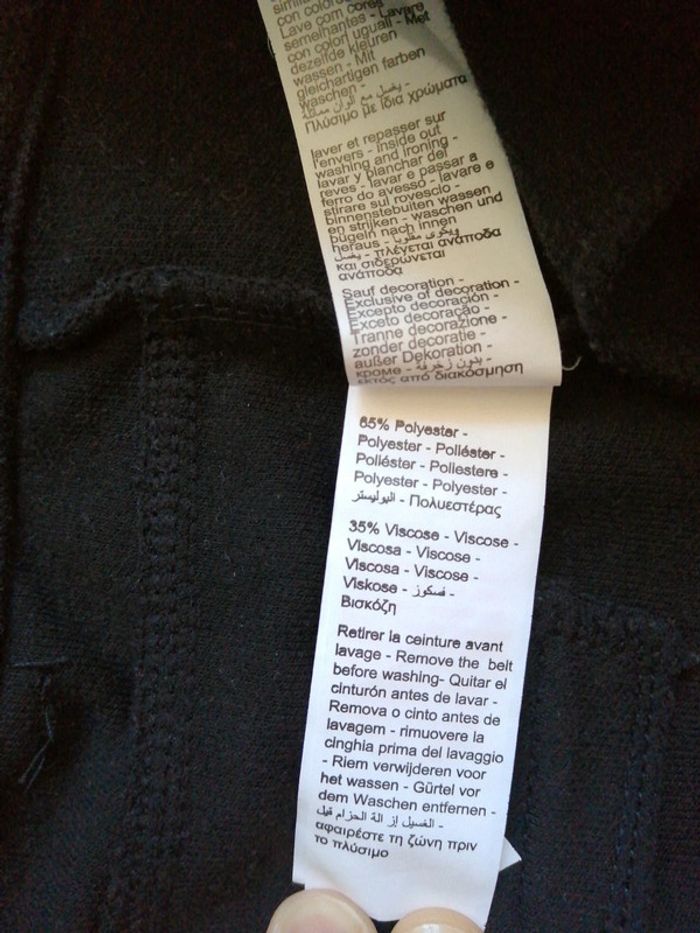 con color
Lave com cores
semelhantes - Lavare
con colori uguali - Met
dezelfde kleuren
wassen - Mit
gleichartigen farben
waschen - يغسل مع ألوان مماثلة
Πλύσιμο με ίδια χρώματα
laver et repasser sur
l'envers - inside out
washing and ironing -
lavar y planchar del
reves - lavar e passar a
ferro do avesso - lavare e
stirare sul rovescio -
binnenstebuiten wassen
en strijken - waschen und
bügeln nach innen
heraus - ويكوى مقلوبا
يغسل - πλένεται ανάποδα
και σιδερώνεται
ανάποδα
Sauf decoration -
Exclusive of decoration -
Excepto decoración -
Exceto decoração -
Tranne decorazione -
zonder decoratie -
außer Dekoration -
кроме - بدون زخرفة -
εκτός από διακόσμηση
65% Polyester -
Polyester - Poliéster -
Poliéster - Poliestere -
Polyester - Polyester -
اليوليستر - Πολυεστέρας
35% Viscose - Viscose -
Viscosa - Viscose -
Viscosa - Viscose -
Viskose - فسكوز -
Βισκόζη
Retirer la ceinture avant
lavage - Remove the belt
before washing- Quitar el
cinturón antes de lavar -
Remova o cinto antes de
lavagem - rimuovere la
cinghia prima del lavaggio
- Riem verwijderen voor
het wassen - Gürtel vor
dem Waschen entfernen -
الغسيل إز الة الحزام قبل -
αφαιρέστε τη ζώνη πριν
το πλύσιμο